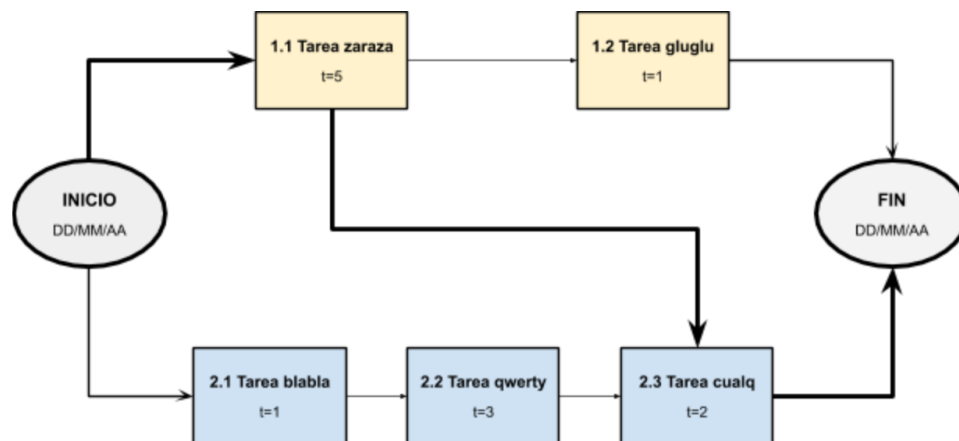 1.1 Tarea zaraza
t=5
1.2 Tarea gluglu
t=1
INICIO
DD/MM/AA
FIN
DD/MM/AA
2.1 Tarea blabla
t=1
2.2 Tarea qwerty
t=3
2.3 Tarea cualq
t=2